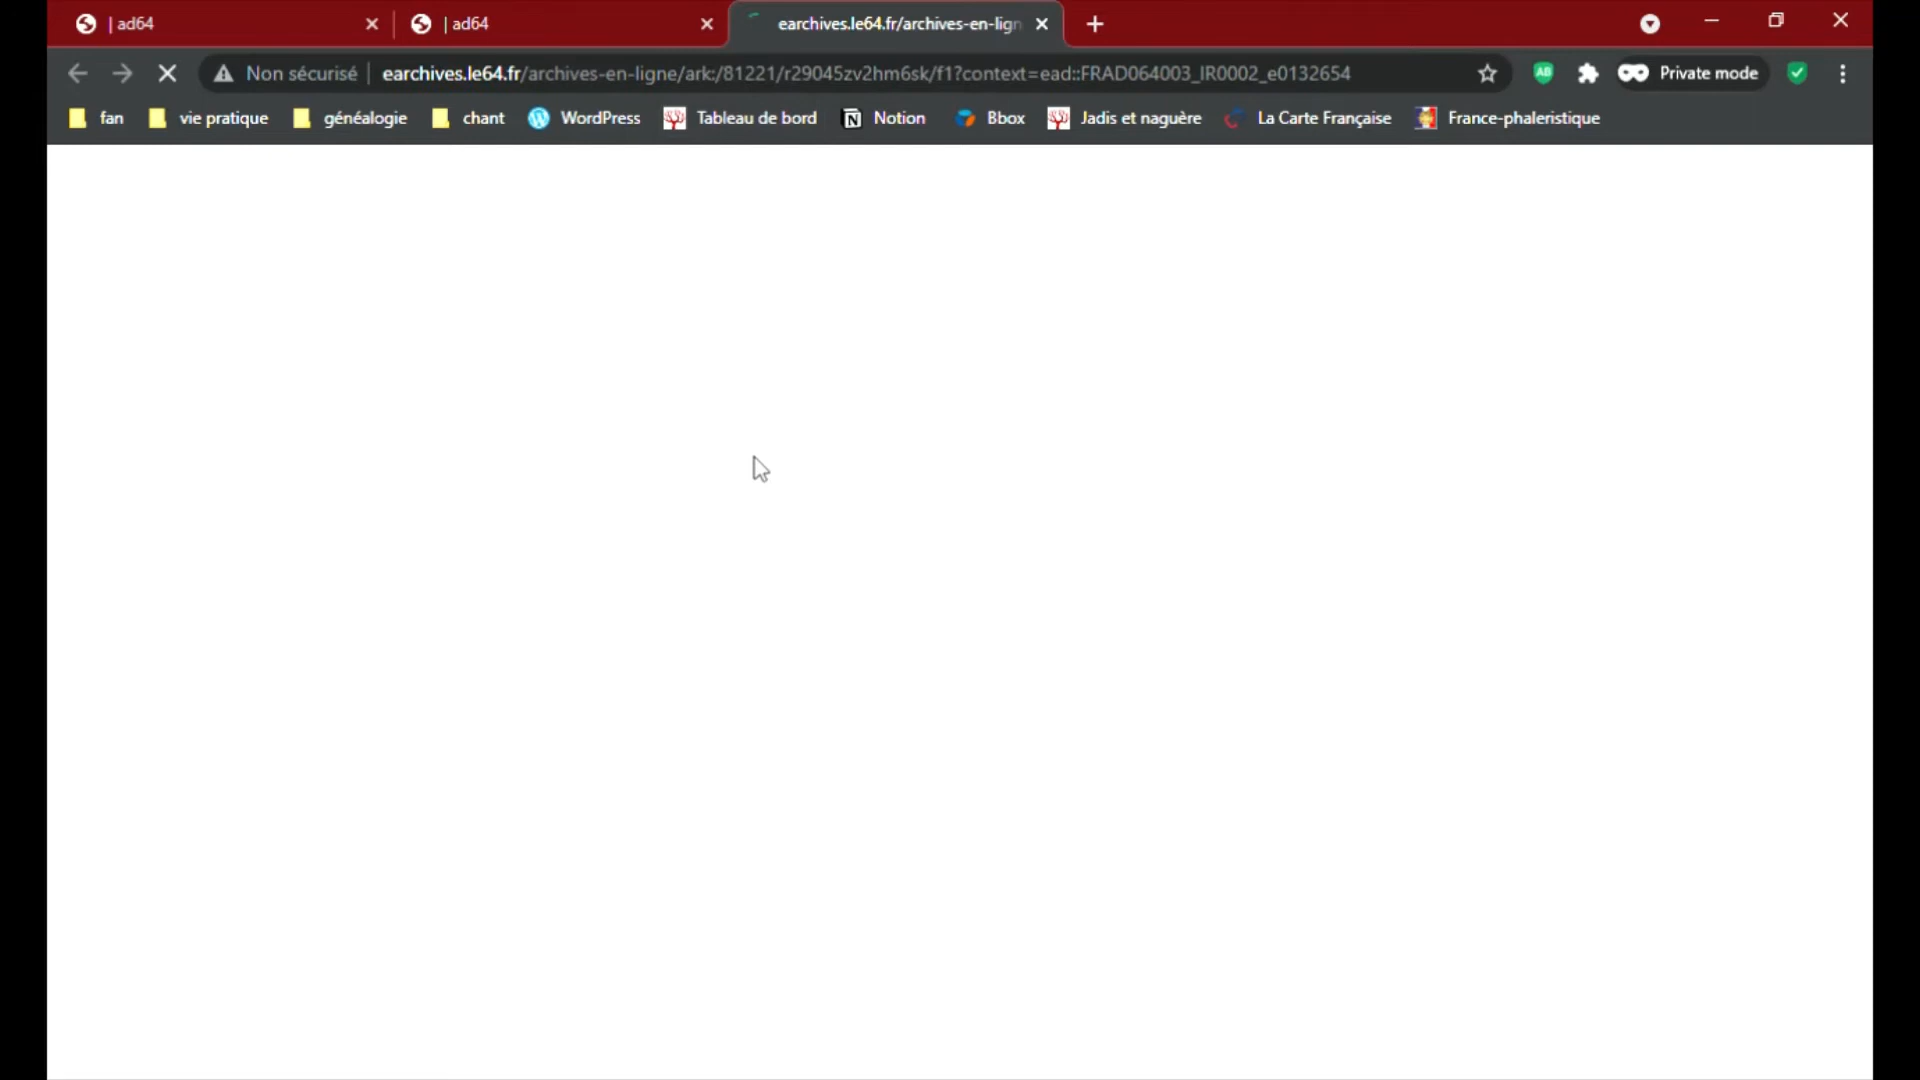 | ad64
| ad64
earchives.le64.fr/archives-en-lign
Non sécurisé | earchives.le64.fr/archives-en-ligne/ark:/81221/r29045zv2hm6sk/f1?context=ead::FRAD064003_IR0002_e0132654
AB
Private mode
fan
vie pratique
généalogie
chant
WordPress
Tableau de bord
Notion
Bbox
Jadis et naguère
La Carte Française
France-phaleristique